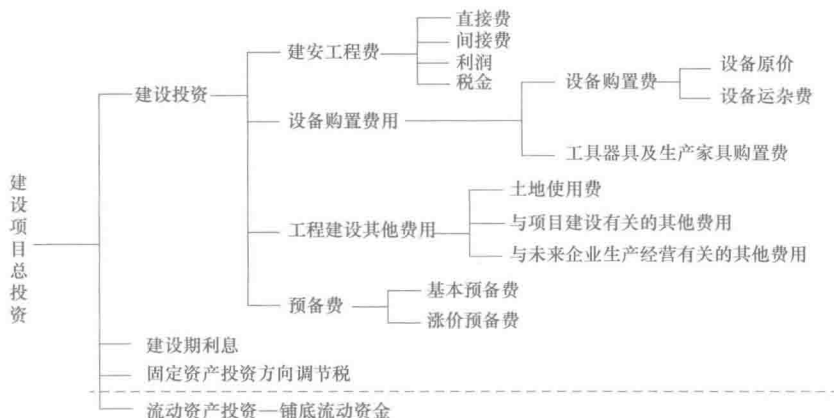 直接费
间接费
利润
税金
建安工程费
设备原价
设备运杂费
设备购置费
建设投资
设备购置费用
工具器具及生产家具购置费
土地使用费
与项目建设有关的其他费用
与未来企业生产经营有关的其他费用
工程建设其他费用
建设项目总投资
基本预备费
涨价预备费
预备费
建设期利息
固定资产投资方向调节税
流动资产投资—铺底流动资金